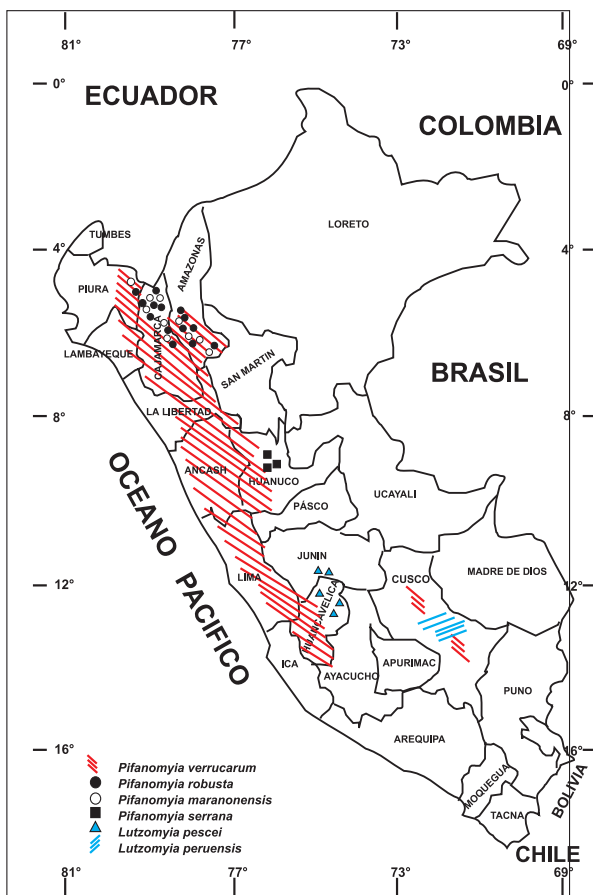 81° 77° 73° 69°
0° 0°
ECUADOR
COLOMBIA
LORETO
TUMBES
4° 4°
AMAZONAS
PIURA
CAJAMARCA
LAMBAYEQUE
SAN MARTIN
BRASIL
LA LIBERTAD
8° 8°
ANCASH
HUANUCO
UCAYALI
PÁSCO
OCEANO PACIFICO
JUNIN
LIMA
CUSCO
MADRE DE DIOS
12° 12°
HUANCAVELICA
ICA
APURIMAC
AYACUCHO
PUNO
AREQUIPA
16° 16°
MOQUEGUA
BOLIVIA
TACNA
CHILE
Pifanomyia verrucarum
Pifanomyia robusta
Pifanomyia maranonensis
Pifanomyia serrana
Lutzomyia pescei
Lutzomyia peruensis
81° 77° 73° 69°